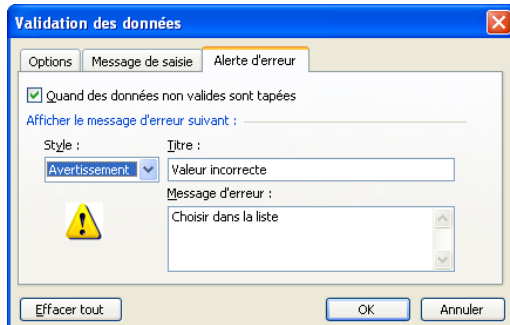 Validation des données
Options Message de saisie Alerte d'erreur
Quand des données non valides sont tapées
Afficher le message d'erreur suivant :
Style : Titre :
Avertissement Valeur incorrecte
Message d'erreur :
Choisir dans la liste
Effacer tout OK Annuler